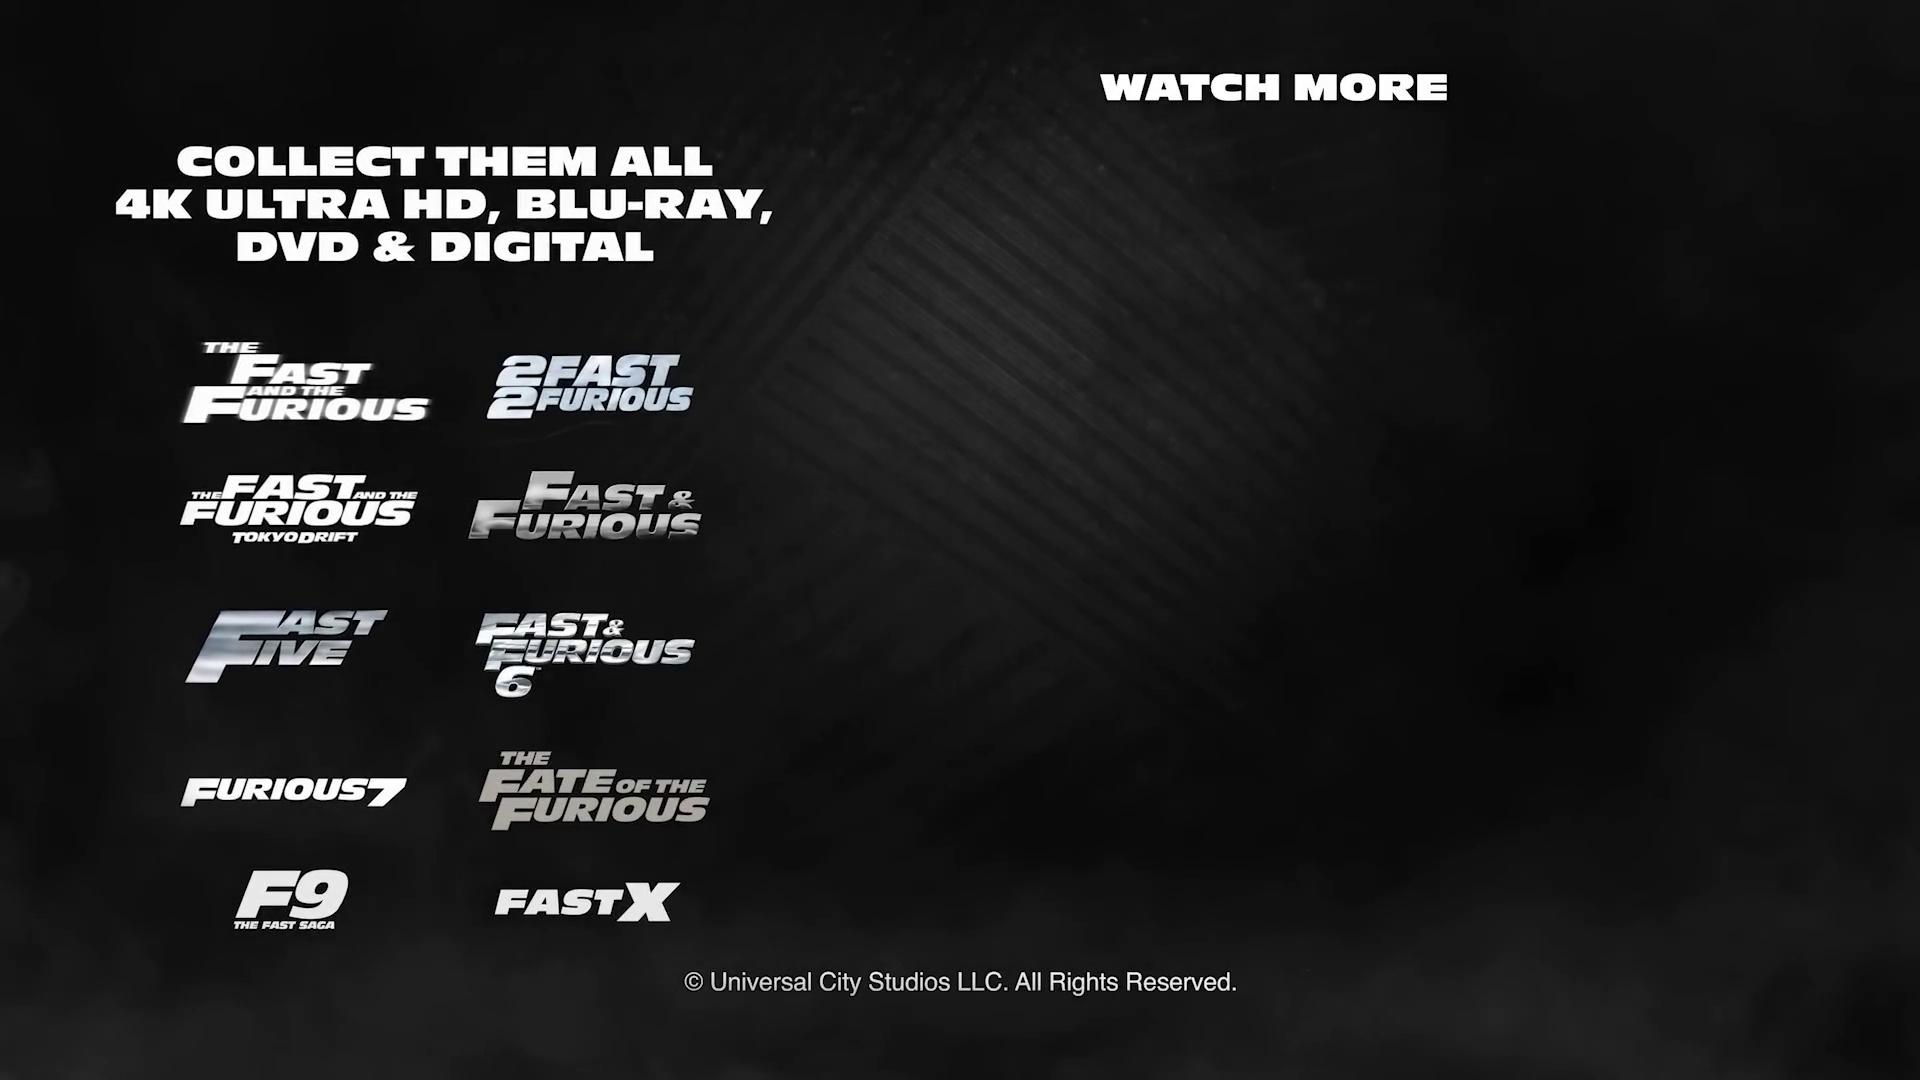 WATCH MORE
COLLECT THEM ALL
4K ULTRA HD, BLU-RAY,
DVD & DIGITAL
THE
FAST
AND THE
FURIOUS
2 FAST
2 FURIOUS
THE FAST AND THE
FURIOUS
TOKYO DRIFT
FAST &
FURIOUS
FAST
FIVE
FAST &
FURIOUS
6
FURIOUS 7
THE
FATE OF THE
FURIOUS
F9
THE FAST SAGA
FAST X
© Universal City Studios LLC. All Rights Reserved.